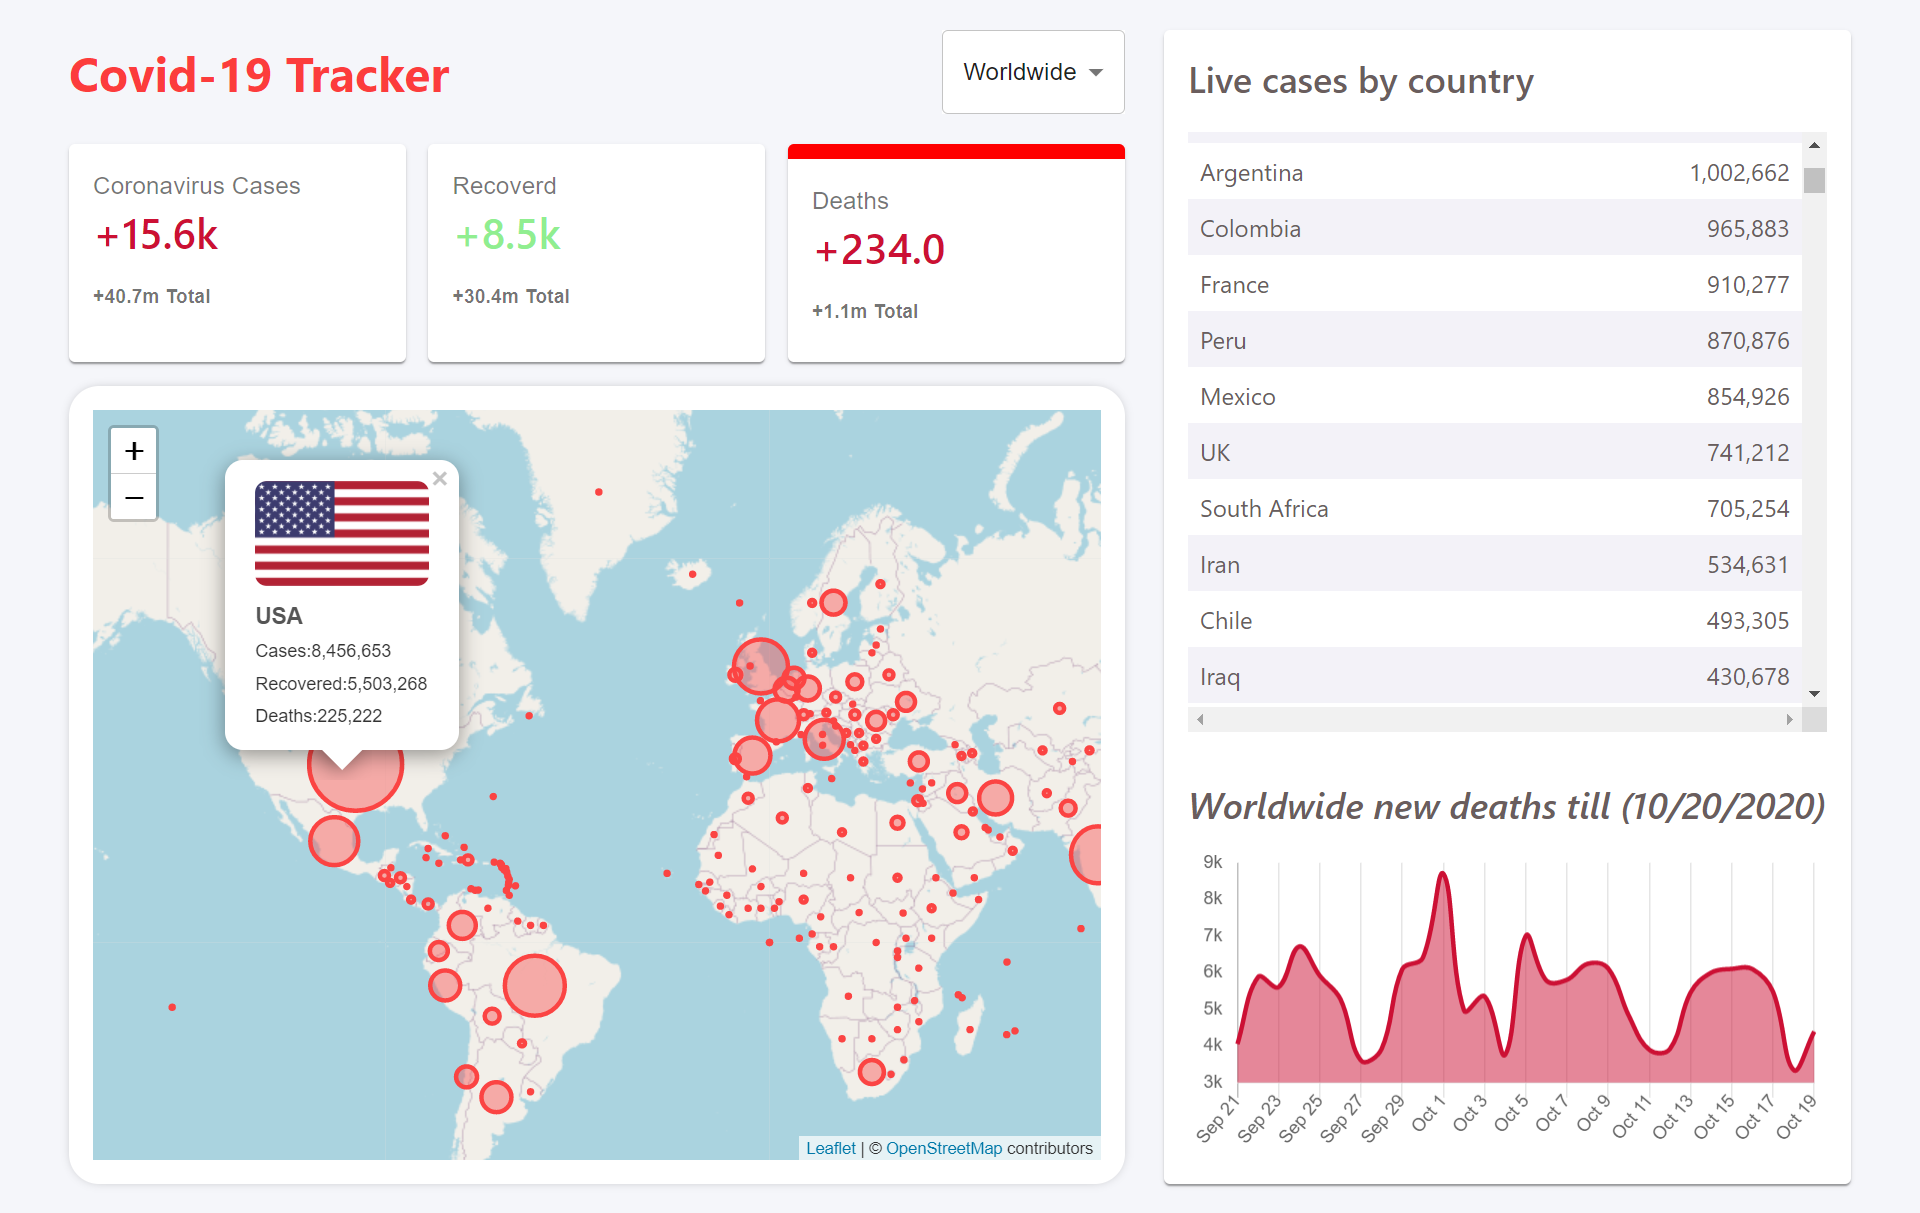 Covid-19 Tracker
Worldwide
Coronavirus Cases
+15.6k
+40.7m Total
Recoverd
+8.5k
+30.4m Total
Deaths
+234.0
+1.1m Total
+
−
×
USA
Cases:8,456,653
Recovered:5,503,268
Deaths:225,222
Leaflet | © OpenStreetMap contributors
Live cases by country
Argentina 1,002,662
Colombia 965,883
France 910,277
Peru 870,876
Mexico 854,926
UK 741,212
South Africa 705,254
Iran 534,631
Chile 493,305
Iraq 430,678
Worldwide new deaths till (10/20/2020)
9k
8k
7k
6k
5k
4k
3k
Sep 21 Sep 23 Sep 25 Sep 27 Sep 29 Oct 1 Oct 3 Oct 5 Oct 7 Oct 9 Oct 11 Oct 13 Oct 15 Oct 17 Oct 19